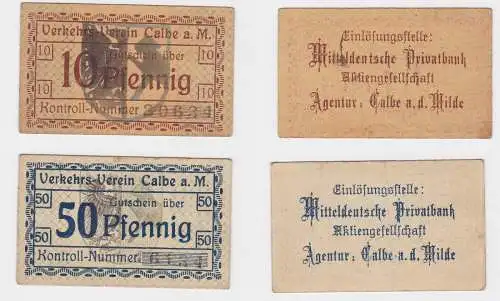 Verkehrs-Verein Calbe a. M.
10 Gutschein über 10
10 Pfennig
10 10
Kontroll-Nummer 20634
Einlösungsstelle:
Mitteldeutsche Privatbank
Aktiengesellschaft
Agentur: Calbe a. d. Milde
Verkehrs-Verein Calbe a. M.
50 Gutschein über 50
50 Pfennig
50 50
Kontroll-Nummer
Einlösungsstelle:
Mitteldeutsche Privatbank
Aktiengesellschaft
Agentur: Calbe a. d. Milde